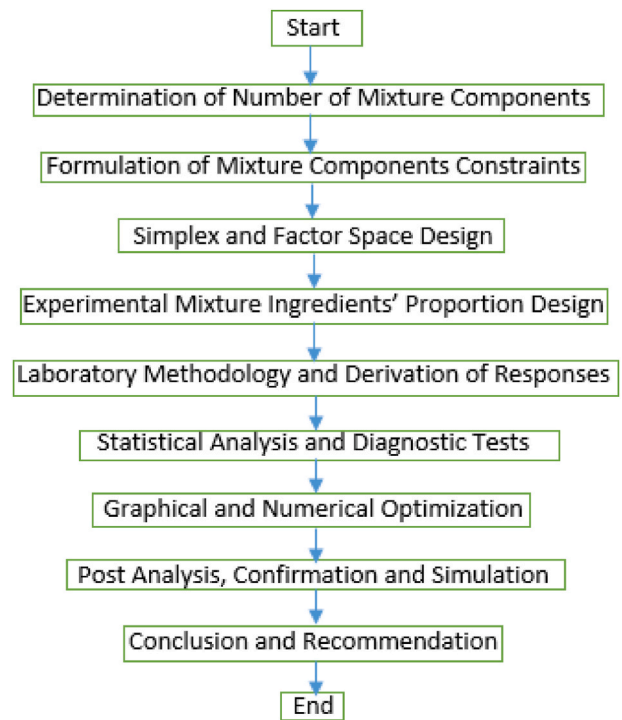 Start
Determination of Number of Mixture Components
Formulation of Mixture Components Constraints
Simplex and Factor Space Design
Experimental Mixture Ingredients’ Proportion Design
Laboratory Methodology and Derivation of Responses
Statistical Analysis and Diagnostic Tests
Graphical and Numerical Optimization
Post Analysis, Confirmation and Simulation
Conclusion and Recommendation
End